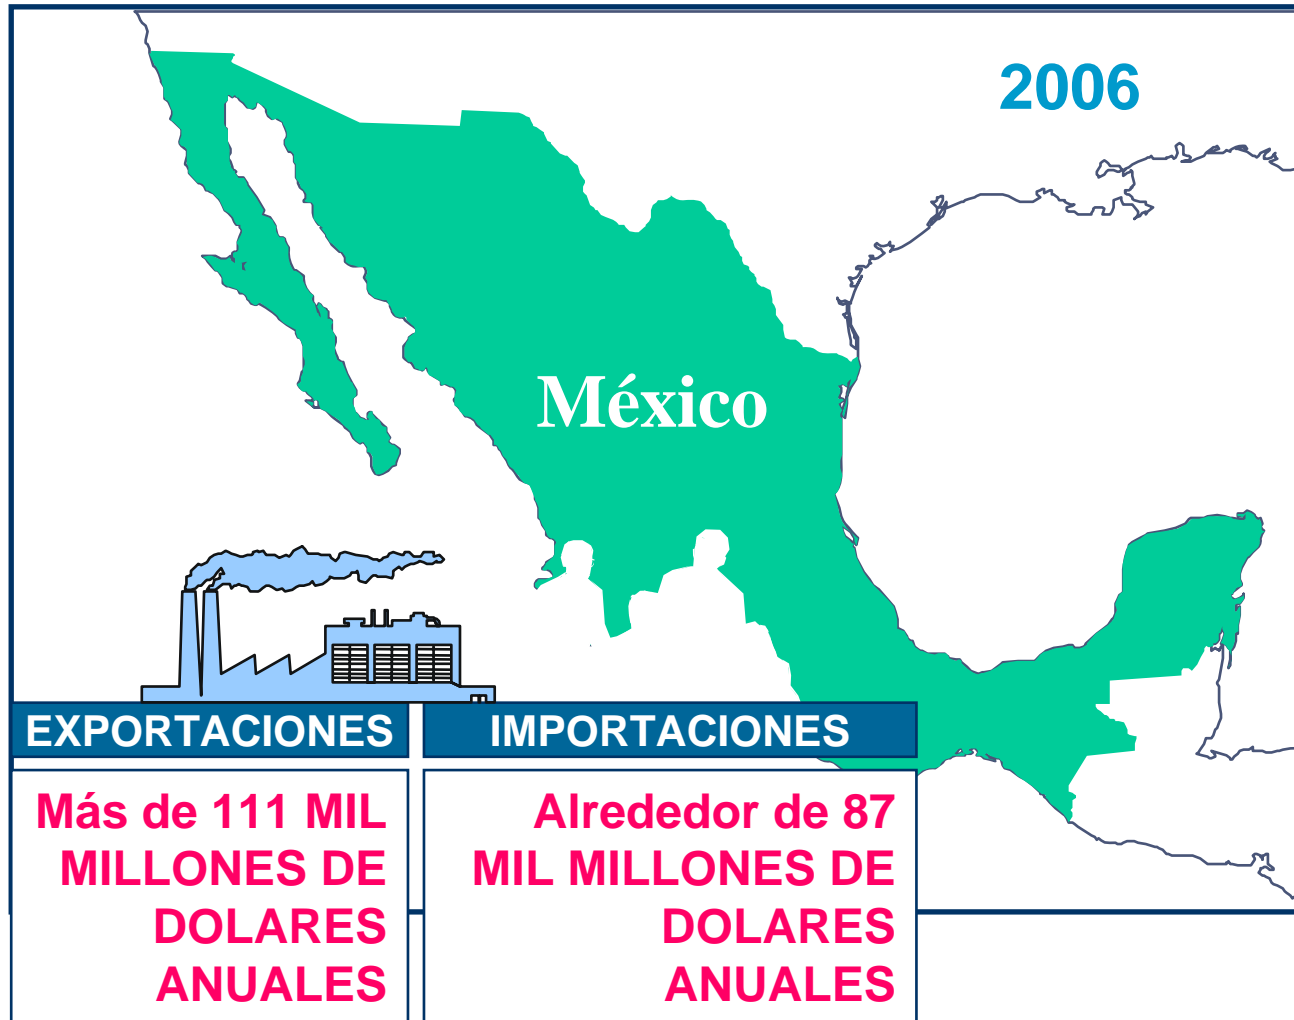 2006
México
EXPORTACIONES
IMPORTACIONES
Más de 111 MIL
MILLONES DE
DOLARES
ANUALES
Alrededor de 87
MIL MILLONES DE
DOLARES
ANUALES